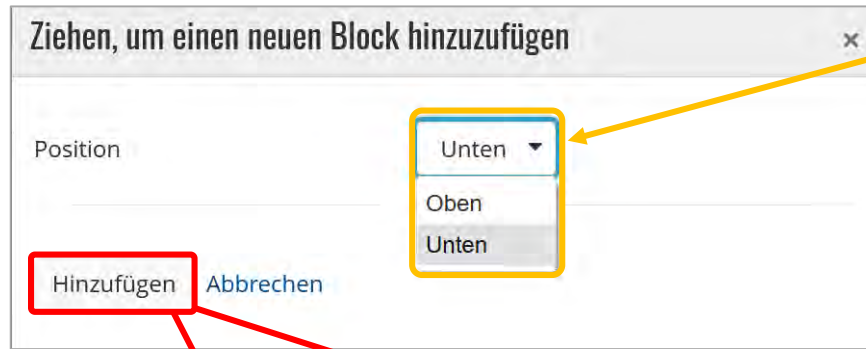 Ziehen, um einen neuen Block hinzuzufügen ×
Position Unten
Oben
Unten
Hinzufügen Abbrechen